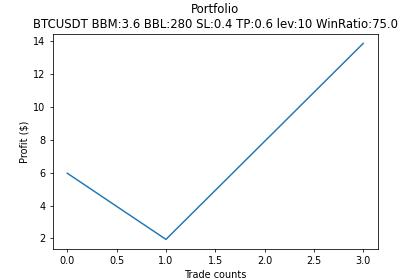 Portfolio
BTCUSDT BBM:3.6 BBL:280 SL:0.4 TP:0.6 lev:10 WinRatio:75.0
14
12
10
8
6
4
2
Profit ($)
0.0 0.5 1.0 1.5 2.0 2.5 3.0
Trade counts